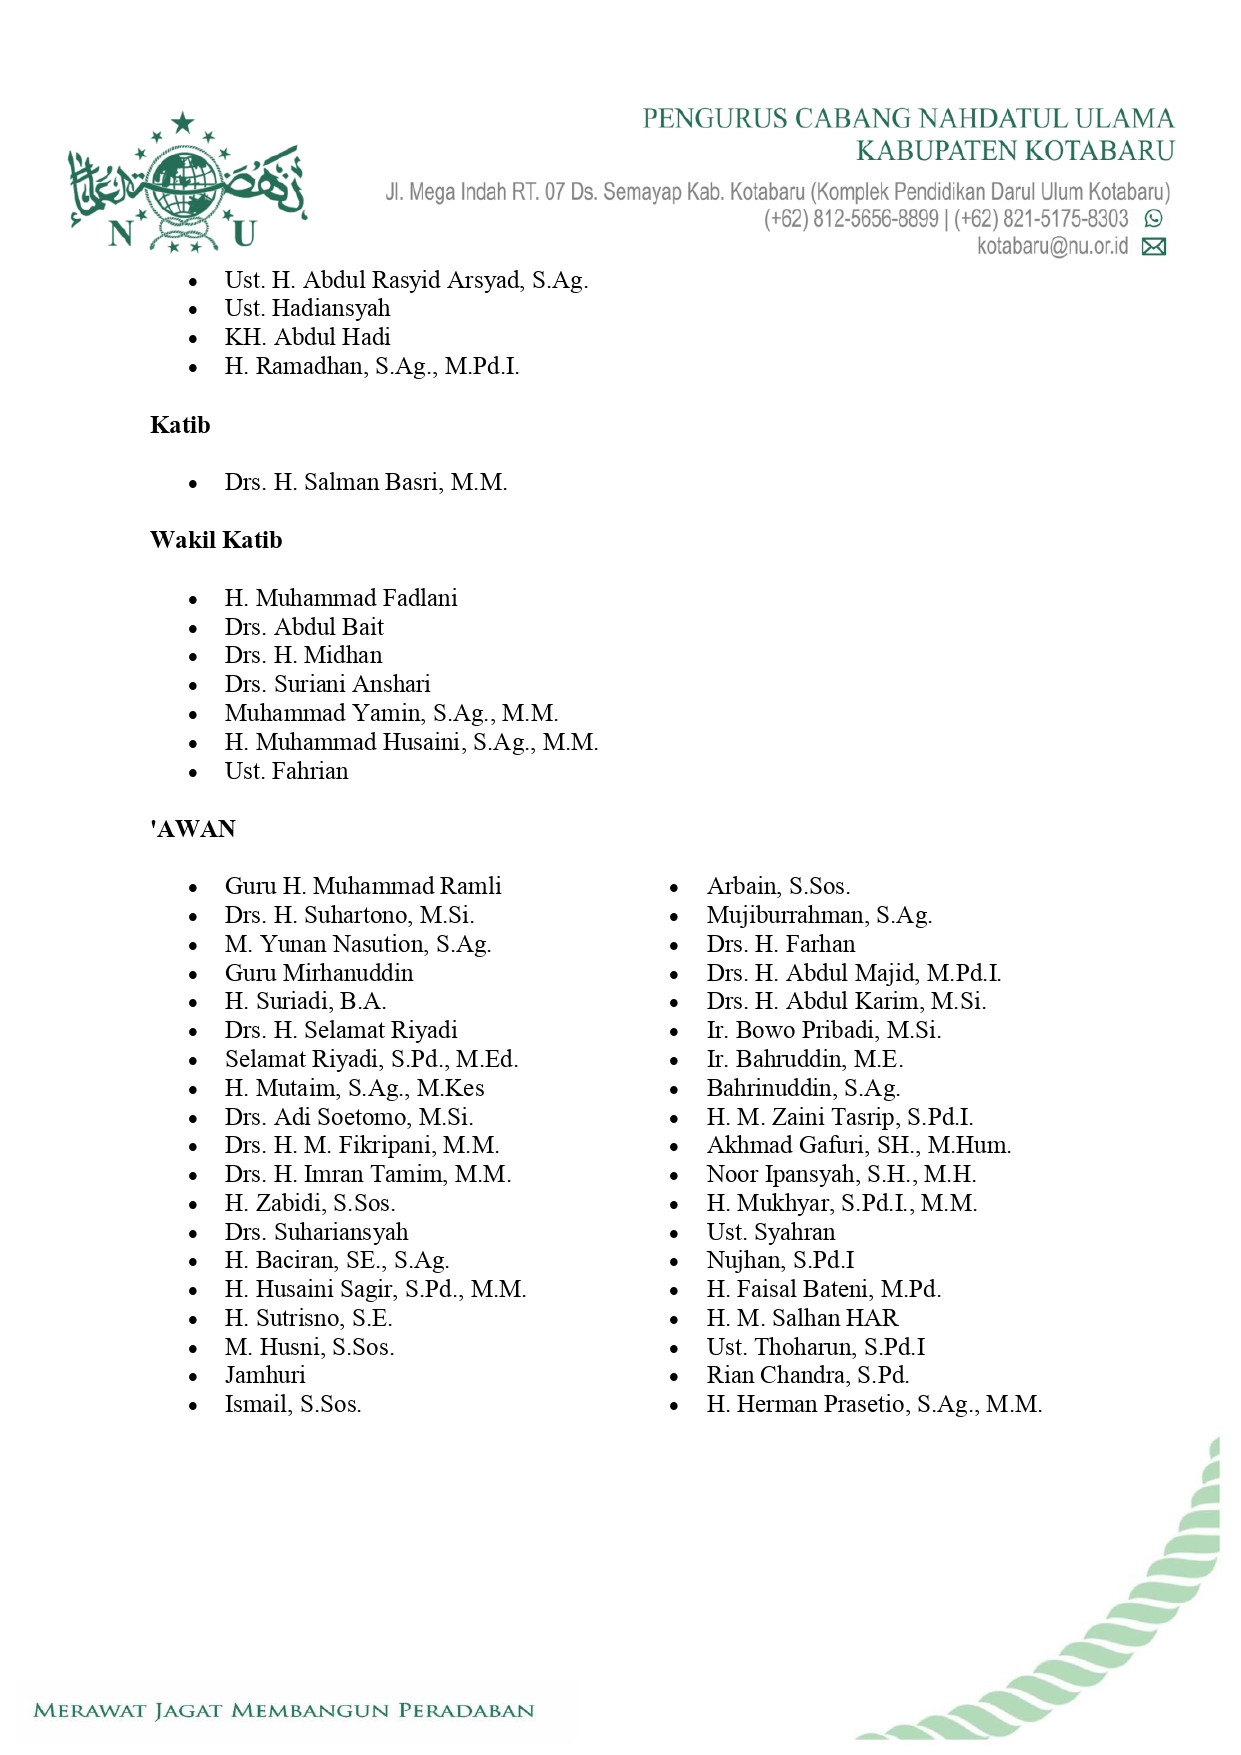 PENGURUS CABANG NAHDATUL ULAMA
KABUPATEN KOTABARU
Jl. Mega Indah RT. 07 Ds. Semayap Kab. Kotabaru (Komplek Pendidikan Darul Ulum Kotabaru)
(+62) 812-5656-8899 | (+62) 821-5175-8303
kotabaru@nu.or.id
نهضة العلماء
N U
• Ust. H. Abdul Rasyid Arsyad, S.Ag.
• Ust. Hadiansyah
• KH. Abdul Hadi
• H. Ramadhan, S.Ag., M.Pd.I.
Katib
• Drs. H. Salman Basri, M.M.
Wakil Katib
• H. Muhammad Fadlani
• Drs. Abdul Bait
• Drs. H. Midhan
• Drs. Suriani Anshari
• Muhammad Yamin, S.Ag., M.M.
• H. Muhammad Husaini, S.Ag., M.M.
• Ust. Fahrian
'AWAN
• Guru H. Muhammad Ramli
• Drs. H. Suhartono, M.Si.
• M. Yunan Nasution, S.Ag.
• Guru Mirhanuddin
• H. Suriadi, B.A.
• Drs. H. Selamat Riyadi
• Selamat Riyadi, S.Pd., M.Ed.
• H. Mutaim, S.Ag., M.Kes
• Drs. Adi Soetomo, M.Si.
• Drs. H. M. Fikripani, M.M.
• Drs. H. Imran Tamim, M.M.
• H. Zabidi, S.Sos.
• Drs. Suhariansyah
• H. Baciran, SE., S.Ag.
• H. Husaini Sagir, S.Pd., M.M.
• H. Sutrisno, S.E.
• M. Husni, S.Sos.
• Jamhuri
• Ismail, S.Sos.
• Arbain, S.Sos.
• Mujiburrahman, S.Ag.
• Drs. H. Farhan
• Drs. H. Abdul Majid, M.Pd.I.
• Drs. H. Abdul Karim, M.Si.
• Ir. Bowo Pribadi, M.Si.
• Ir. Bahruddin, M.E.
• Bahrinuddin, S.Ag.
• H. M. Zaini Tasrip, S.Pd.I.
• Akhmad Gafuri, SH., M.Hum.
• Noor Ipansyah, S.H., M.H.
• H. Mukhyar, S.Pd.I., M.M.
• Ust. Syahran
• Nujhan, S.Pd.I
• H. Faisal Bateni, M.Pd.
• H. M. Salhan HAR
• Ust. Thoharun, S.Pd.I
• Rian Chandra, S.Pd.
• H. Herman Prasetio, S.Ag., M.M.
MERAWAT JAGAT MEMBANGUN PERADABAN